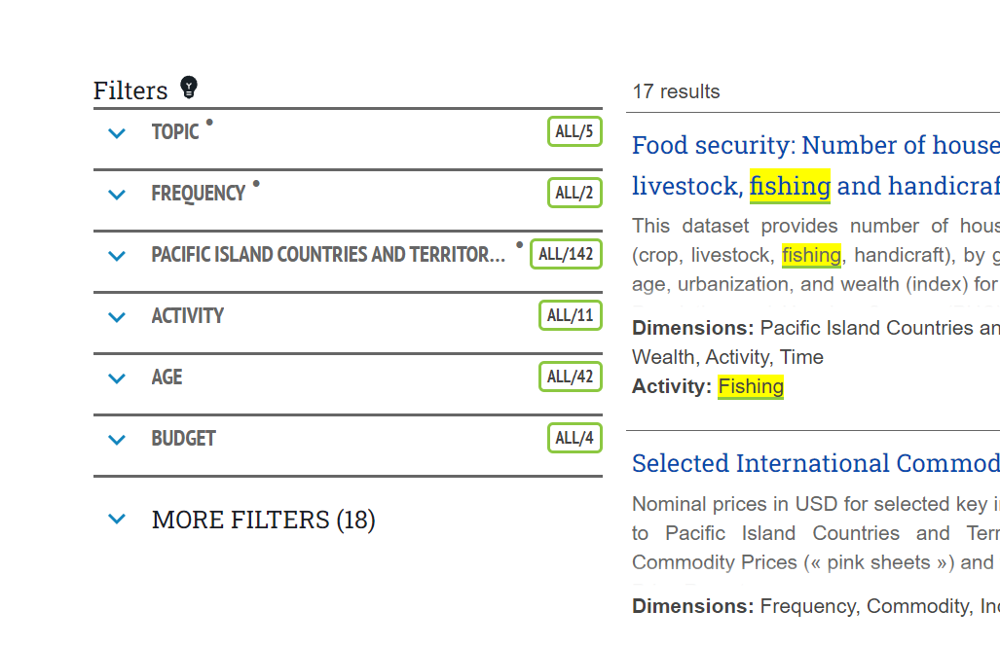 Filters
TOPIC • ALL/5
FREQUENCY • ALL/2
PACIFIC ISLAND COUNTRIES AND TERRITOR... • ALL/142
ACTIVITY ALL/11
AGE ALL/42
BUDGET ALL/4
MORE FILTERS (18)
17 results
Food security: Number of house
livestock, fishing and handicraf
This dataset provides number of hous
(crop, livestock, fishing, handicraft), by g
age, urbanization, and wealth (index) for
Dimensions: Pacific Island Countries an
Wealth, Activity, Time
Activity: Fishing
Selected International Commod
Nominal prices in USD for selected key i
to Pacific Island Countries and Terr
Commodity Prices (« pink sheets ») and
Dimensions: Frequency, Commodity, In